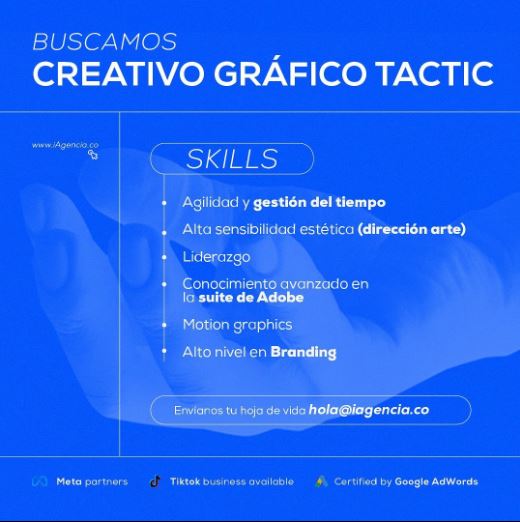 BUSCAMOS
CREATIVO GRÁFICO TACTIC
www.iAgencia.co
SKILLS
Agilidad y gestión del tiempo
Alta sensibilidad estética (dirección arte)
Liderazgo
Conocimiento avanzado en
la suite de Adobe
Motion graphics
Alto nivel en Branding
Envíanos tu hoja de vida hola@iagencia.co
Meta partners
Tiktok business available
Certified by Google AdWords